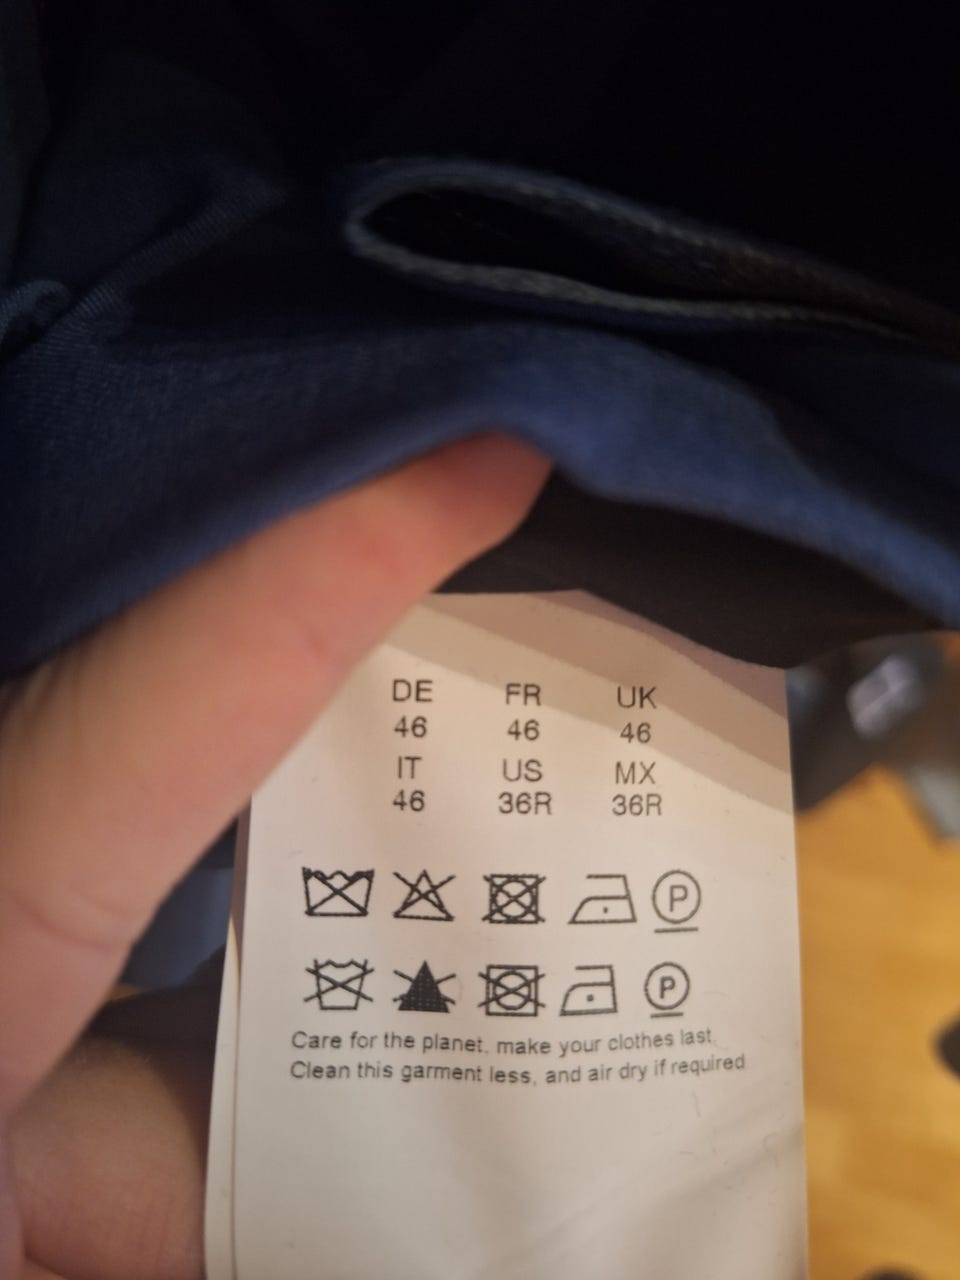 DE FR UK
46 46 46
IT US MX
46 36R 36R
P
P
Care for the planet, make your clothes last.
Clean this garment less, and air dry if required